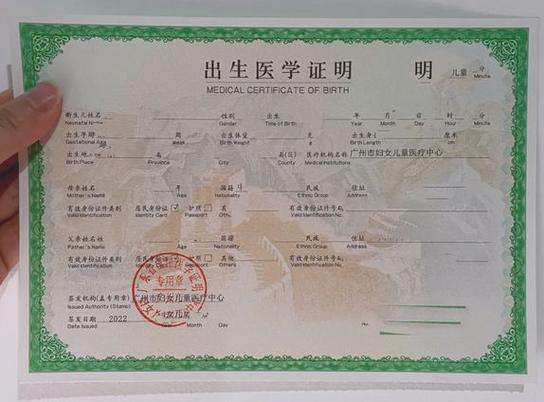 出生医学证明 明 儿童 分
MEDICAL CERTIFICATE OF BIRTH Minute
新生儿姓名 性别 出生 年 月 日 时 分
Neonatal Name Gender Time of Birth Year Month Day Hour Minute
出生孕周 周 出生体重 克 出生身长 厘米
Gestational Week Birth Weight g Birth Length cm
出生地 省 市 县(区) 医疗机构名称 广州市妇女儿童医疗中心
Birth Place Province City County Medical Institutions
母亲姓名 年 国籍 民族 住址
Mother's Name Age Nationality Ethnic Group Address
有效身份证件类别 居民身份证 护照 其 有效身份证件号码
Valid Identification Identity Card Passport Valid Identification No.
父亲姓名 年 国籍 民族 住址
Father's Name Age Nationality Ethnic Group Address
有效身份证件类别 居民身份证 护照 其他 有效身份证件号码
Valid Identification Passport Others Valid Identification No.
专用章
签发机构(盖专用章) 广州市妇女儿童医疗中心
Issued Authority (Stamp)
签发日期 2022
Date Issued Month Day